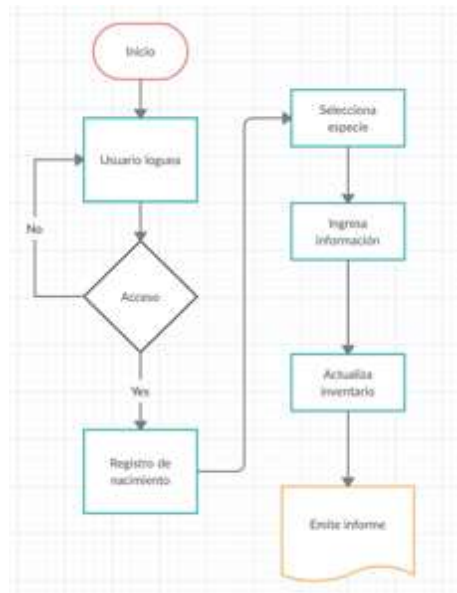 Inicio
Usuario loguea
No
Acceso
Yes
Registro de
nacimiento
Selecciona
especie
Ingresa
información
Actualiza
inventario
Emite informe